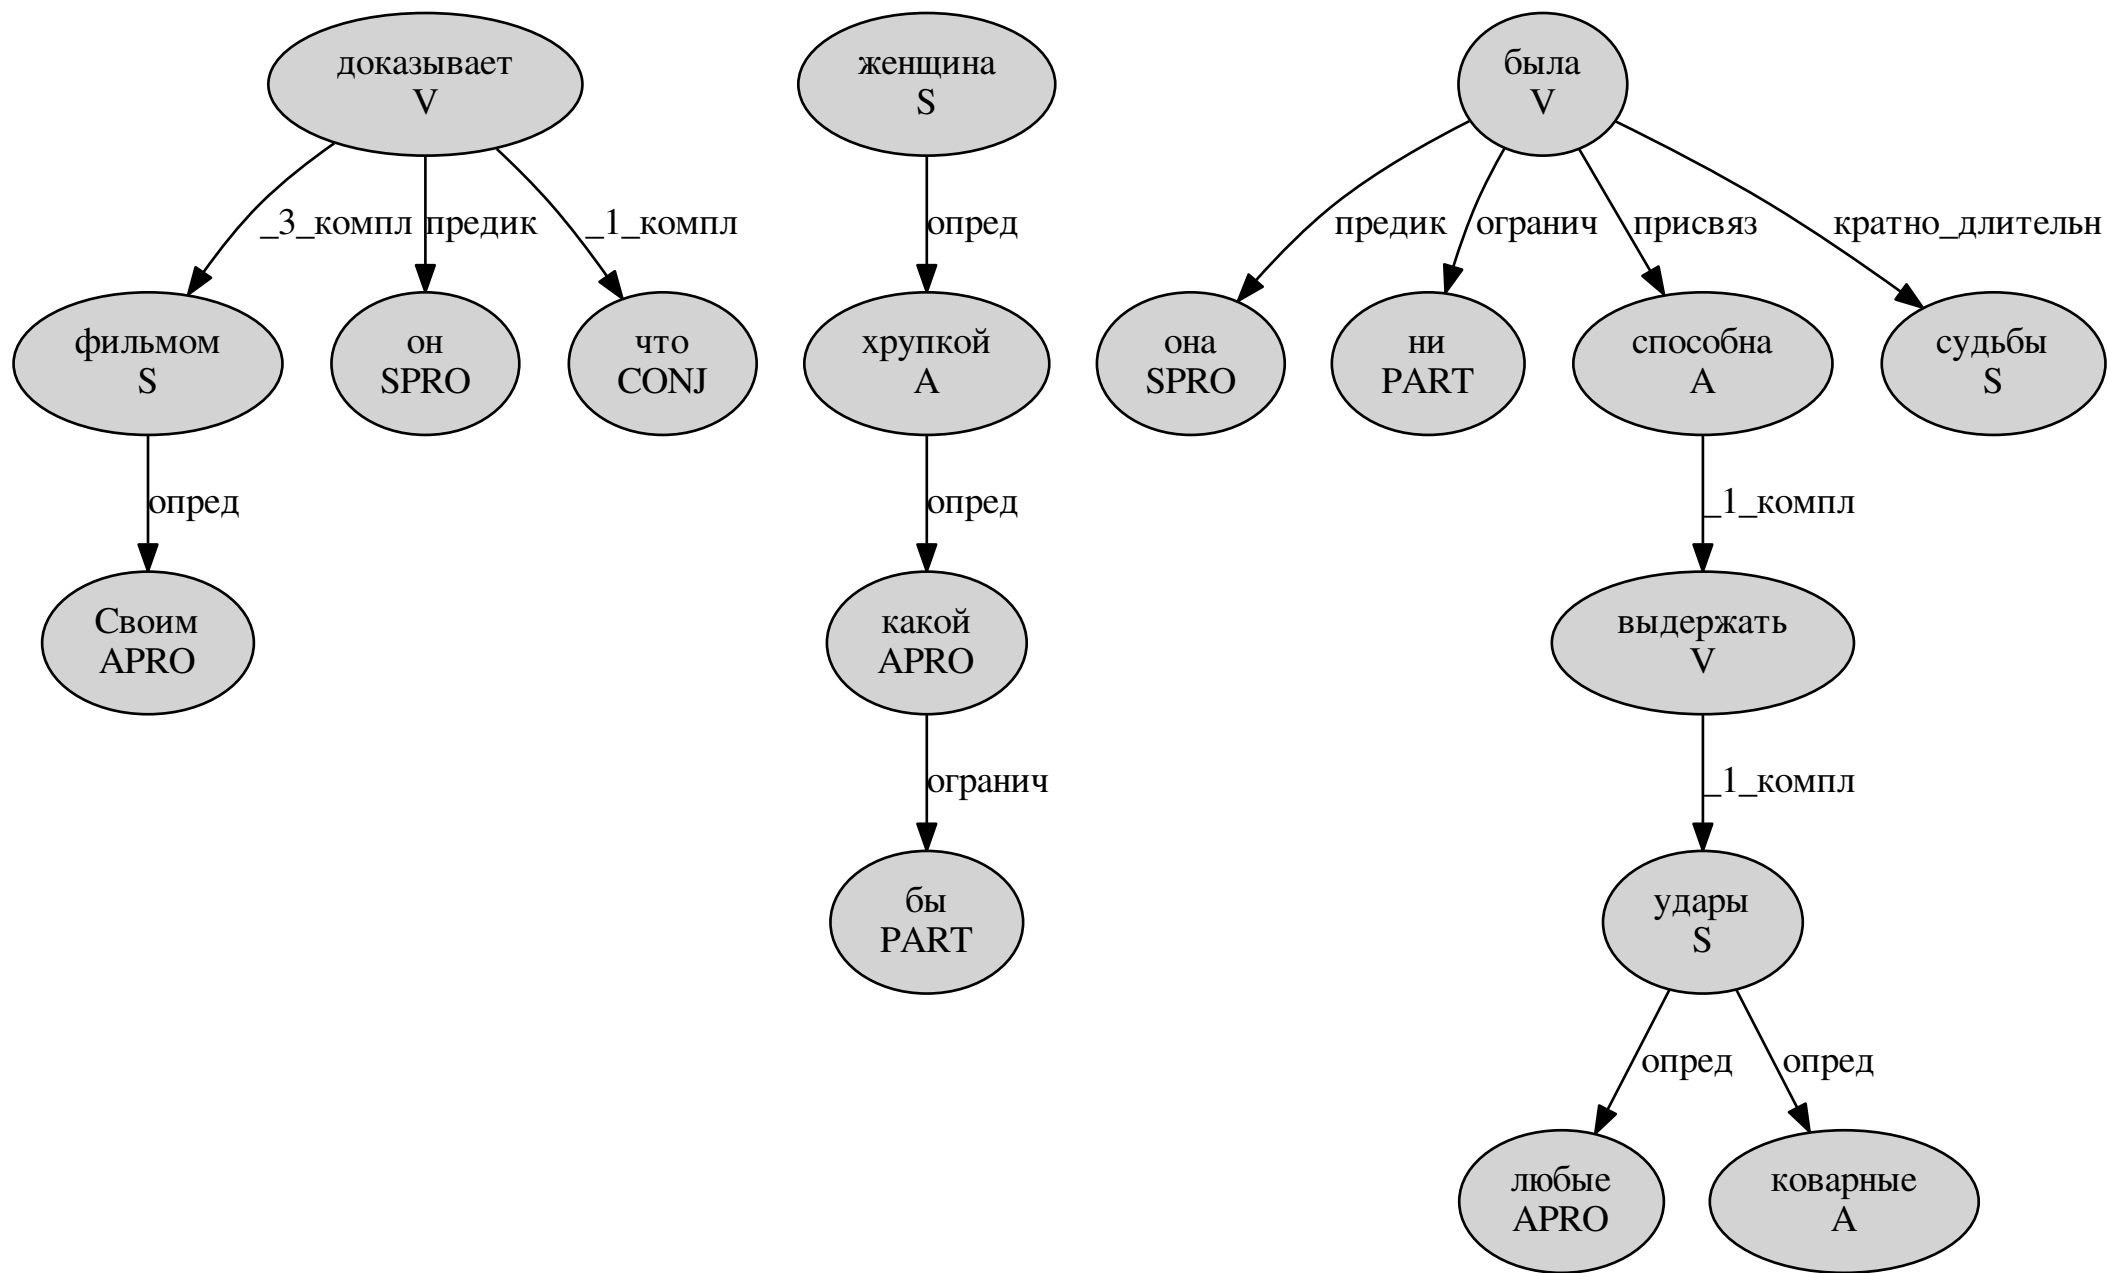 доказывает
V
женщина
S
была
V
_3_компл
предик
_1_компл
опред
предик
огранич
присвяз
кратно_длительн
фильмом
S
он
SPRO
что
CONJ
хрупкой
A
она
SPRO
ни
PART
способна
A
судьбы
S
опред
опред
_1_компл
Своим
APRO
какой
APRO
выдержать
V
огранич
_1_компл
бы
PART
удары
S
опред
опред
любые
APRO
коварные
A